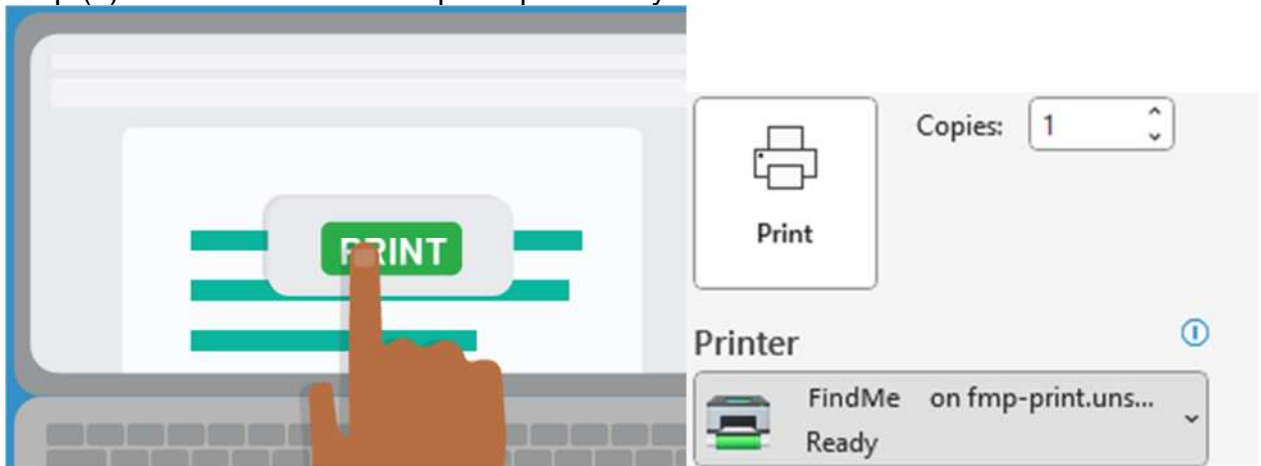 PRINT
Copies: 1
Print
Printer
FindMe on fmp-print.uns...
Ready